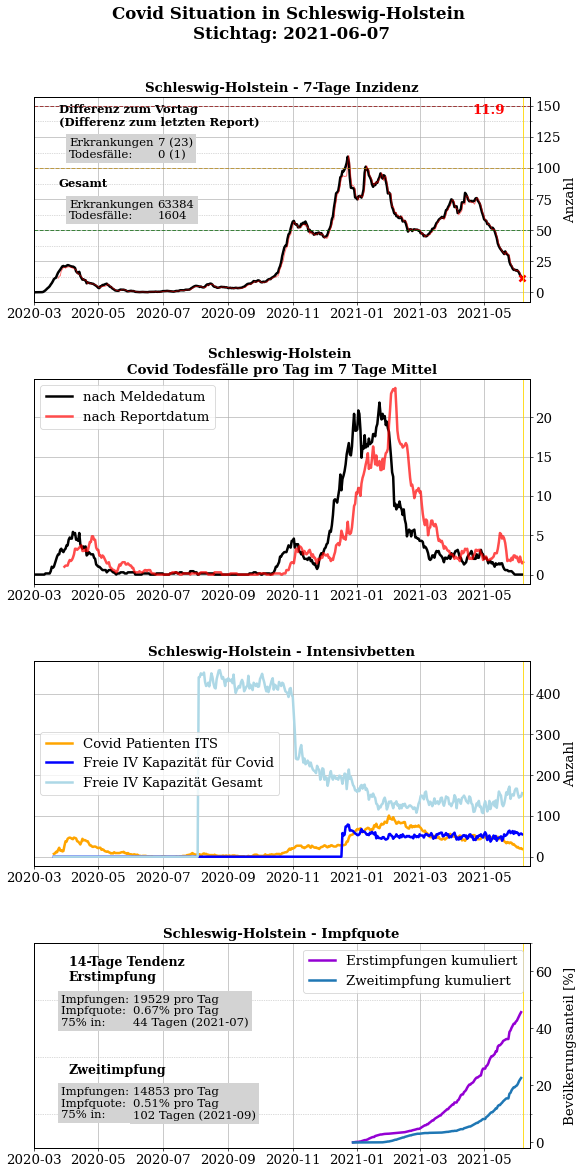 Covid Situation in Schleswig-Holstein
Stichtag: 2021-06-07
Schleswig-Holstein - 7-Tage Inzidenz
Differenz zum Vortag
(Differenz zum letzten Report)
Erkrankungen 7 (23)
Todesfälle: 0 (1)
Gesamt
Erkrankungen 63384
Todesfälle: 1604
11.9
150
125
100
75
50
25
0
Anzahl
2020-03 2020-05 2020-07 2020-09 2020-11 2021-01 2021-03 2021-05
Schleswig-Holstein
Covid Todesfälle pro Tag im 7 Tage Mittel
nach Meldedatum
nach Reportdatum
20
15
10
5
0
2020-03 2020-05 2020-07 2020-09 2020-11 2021-01 2021-03 2021-05
Schleswig-Holstein - Intensivbetten
Covid Patienten ITS
Freie IV Kapazität für Covid
Freie IV Kapazität Gesamt
400
300
200
100
0
Anzahl
2020-03 2020-05 2020-07 2020-09 2020-11 2021-01 2021-03 2021-05
Schleswig-Holstein - Impfquote
14-Tage Tendenz
Erstimpfung
Impfungen: 19529 pro Tag
Impfquote: 0.67% pro Tag
75% in: 44 Tagen (2021-07)
Zweitimpfung
Impfungen: 14853 pro Tag
Impfquote: 0.51% pro Tag
75% in: 102 Tagen (2021-09)
Erstimpfungen kumuliert
Zweitimpfung kumuliert
60
40
20
0
Bevölkerungsanteil [%]
2020-03 2020-05 2020-07 2020-09 2020-11 2021-01 2021-03 2021-05